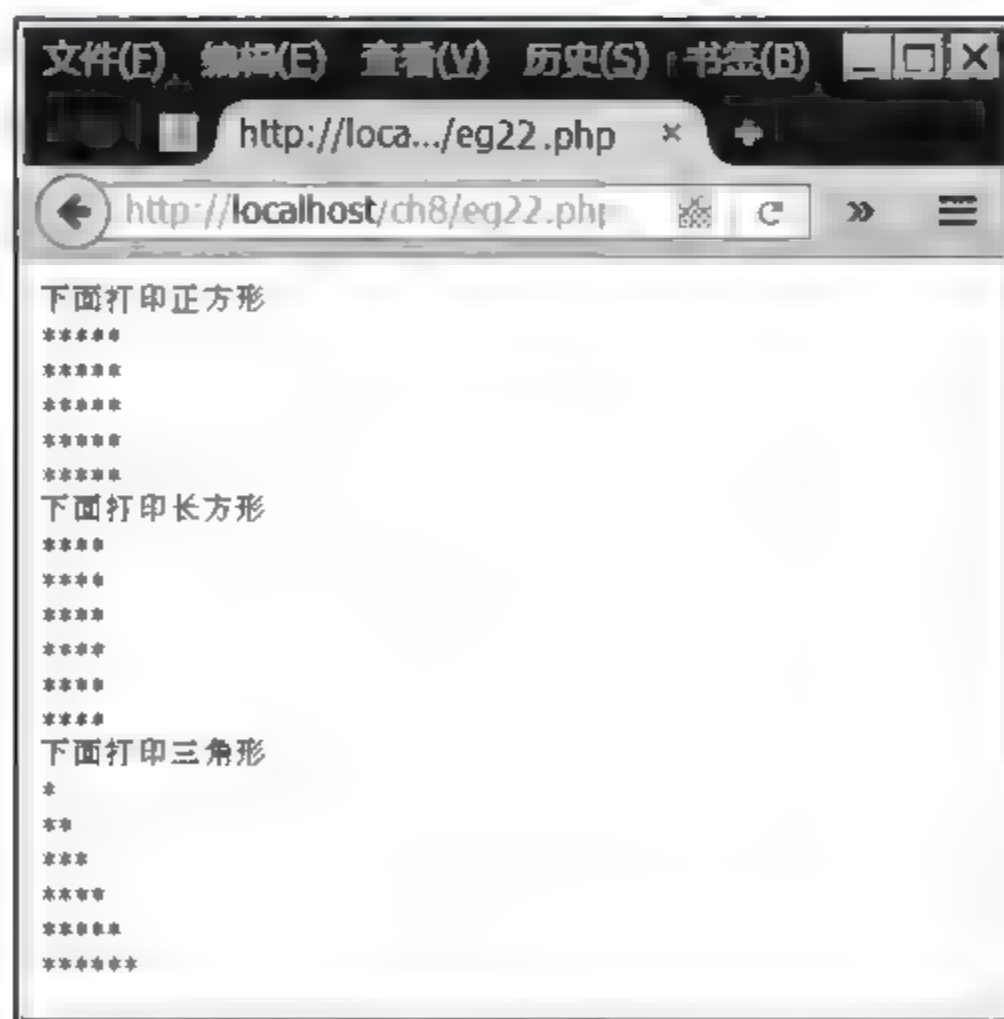 文件(F) 编辑(E) 查看(V) 历史(S) 书签(B)
http://loca.../eg22.php
http://localhost/ch8/eg22.php
下面打印正方形
*****
*****
*****
*****
*****
下面打印长方形
****
****
****
****
****
****
下面打印三角形
*
**
***
****
*****
******